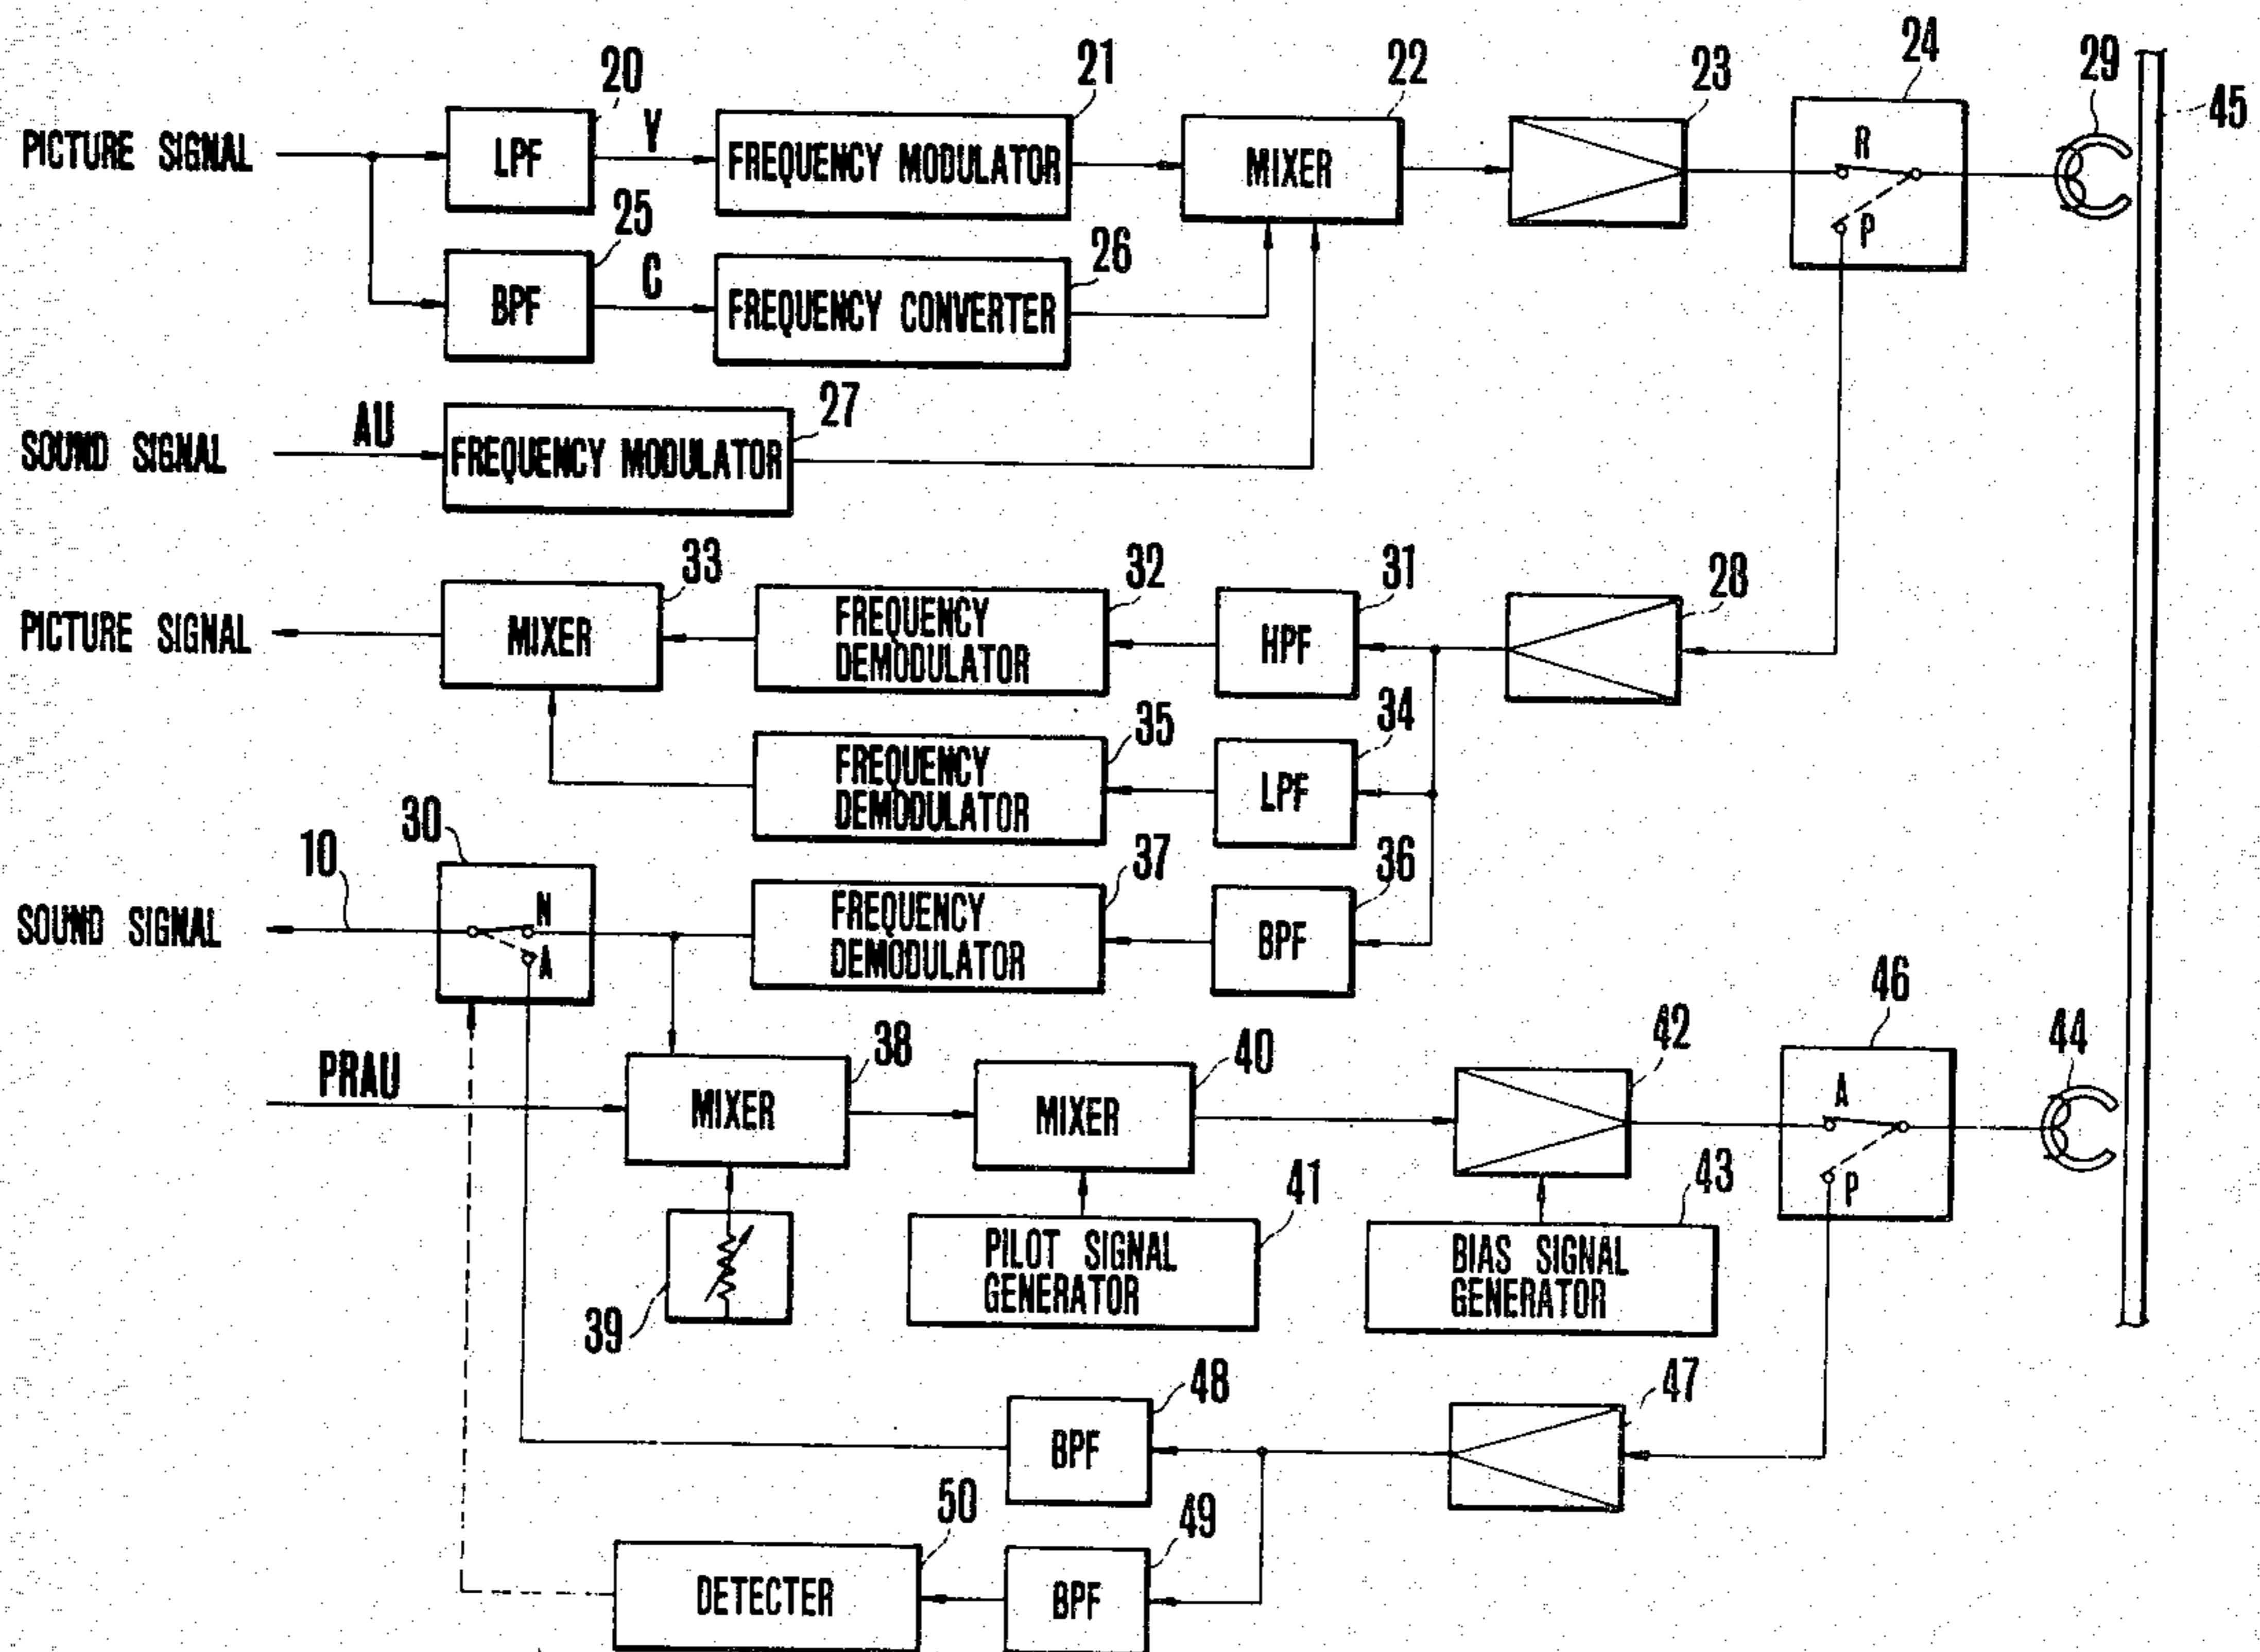 20 21 22 23 24 29
PICTURE SIGNAL LPF Y FREQUENCY MODULATOR MIXER R P 45
25 26
BPF C FREQUENCY CONVERTER
27
SOUND SIGNAL AU FREQUENCY MODULATOR
33 32 31 28
PICTURE SIGNAL MIXER FREQUENCY
DEMODULATOR HPF
35 34
FREQUENCY
DEMODULATOR LPF
10 30 37 36
SOUND SIGNAL N A FREQUENCY
DEMODULATOR BPF
38 40 42 46 44
PRAU MIXER MIXER A P
39 41 43
PILOT SIGNAL
GENERATOR
BIAS SIGNAL
GENERATOR
48 47
BPF
50 49
DETECTER BPF